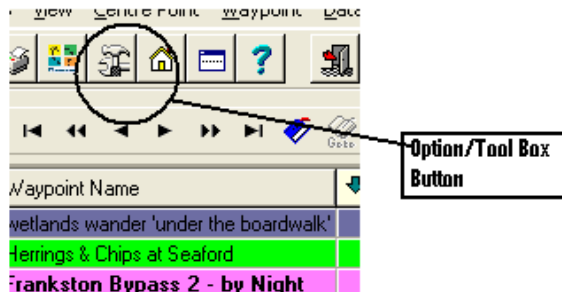 View Centre Point Waypoint Data
?
Goto
Option/Tool Box
Button
Waypoint Name
wetlands wander 'under the boardwalk'
Herrings & Chips at Seaford
Frankston Bypass 2 - by Night